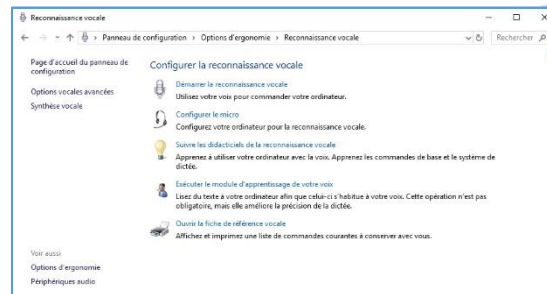 Reconnaissance vocale
Panneau de configuration > Options d'ergonomie > Reconnaissance vocale
Rechercher
Page d'accueil du panneau de
configuration
Options vocales avancées
Synthèse vocale
Configurer la reconnaissance vocale
Démarrer la reconnaissance vocale
Utilisez votre voix pour commander votre ordinateur.
Configurer le micro
Configurez votre ordinateur pour la reconnaissance vocale.
Suivre les didacticiels de la reconnaissance vocale
Apprenez à utiliser votre ordinateur avec la voix. Apprenez les commandes de base et le système de
dictée.
Exécuter le module d'apprentissage de votre voix
Lisez du texte à votre ordinateur afin que celui-ci s'habitue à votre voix. Cette opération n'est pas
obligatoire, mais elle améliore la précision de la dictée.
Ouvrir la fiche de référence vocale
Affichez et imprimez une liste de commandes courantes à conserver avec vous.
Voir aussi
Options d'ergonomie
Périphériques audio